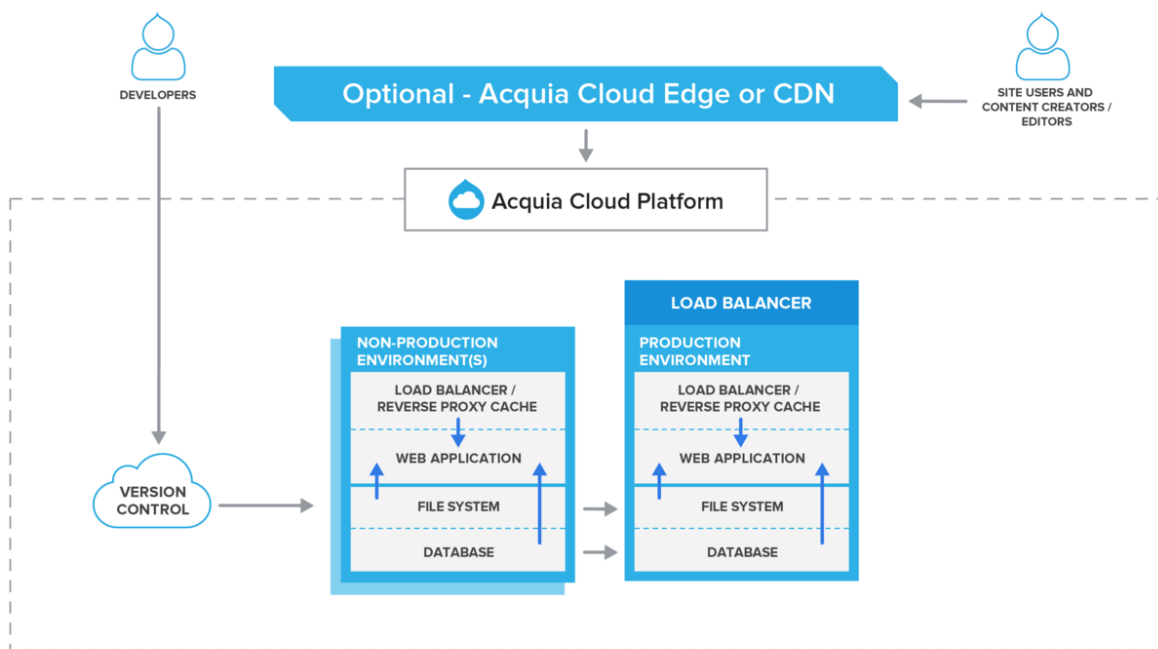 DEVELOPERS
Optional - Acquia Cloud Edge or CDN
SITE USERS AND
CONTENT CREATORS /
EDITORS
Acquia Cloud Platform
VERSION
CONTROL
NON-PRODUCTION
ENVIRONMENT(S)
LOAD BALANCER /
REVERSE PROXY CACHE
WEB APPLICATION
FILE SYSTEM
DATABASE
LOAD BALANCER
PRODUCTION
ENVIRONMENT
LOAD BALANCER /
REVERSE PROXY CACHE
WEB APPLICATION
FILE SYSTEM
DATABASE